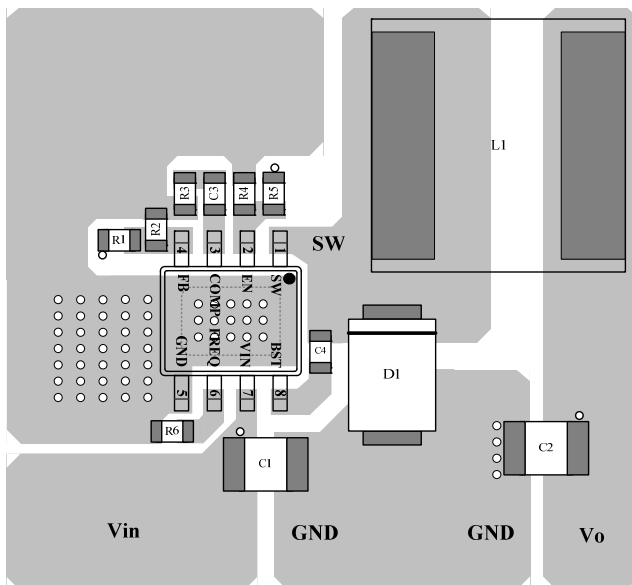 L1
R3
C3
R4
R5
R1
R2
SW
4
3
2
1
FB
COMP
EN
SW
GND
FREQ
VIN
BST
5
6
7
8
C4
D1
R6
C1
C2
Vin
GND
GND
Vo